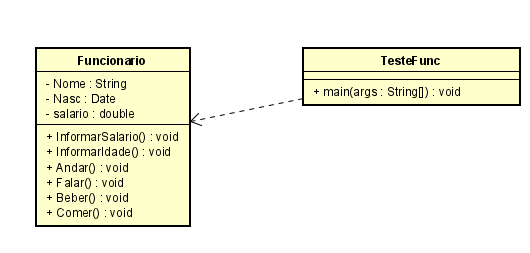 Funcionario
- Nome : String
- Nasc : Date
- salario : double
+ InformarSalario() : void
+ InformarIdade() : void
+ Andar() : void
+ Falar() : void
+ Beber() : void
+ Comer() : void
TesteFunc
+ main(args : String[]) : void